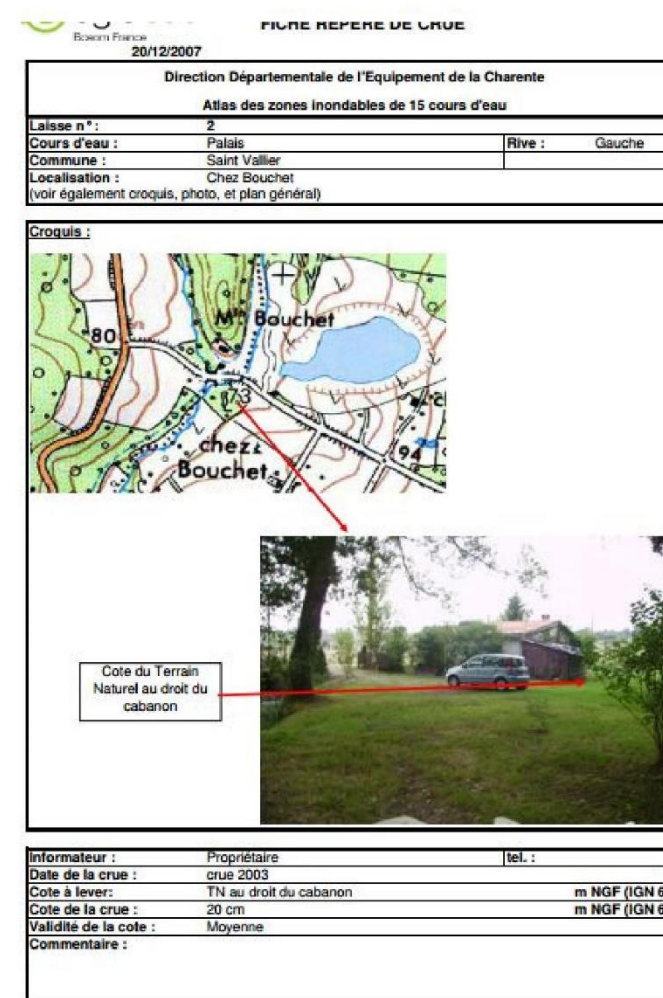 FICHE REPERE DE CRUE
France
20/12/2007
Direction Départementale de l'Equipement de la Charente
Atlas des zones inondables de 15 cours d'eau
Laisse n° : 2
Cours d'eau : Palais Rive : Gauche
Commune : Saint Vallier
Localisation : Chez Bouchet
(voir également croquis, photo, et plan général)
Croquis :
80
Min Bouchet
73
chez
Bouchet
94
Cote du Terrain
Naturel au droit du
cabanon
Informateur : Propriétaire tel. :
Date de la crue : crue 2003
Cote à lever: TN au droit du cabanon m NGF (IGN 6
Cote de la crue : 20 cm m NGF (IGN 6
Validité de la cote : Moyenne
Commentaire :